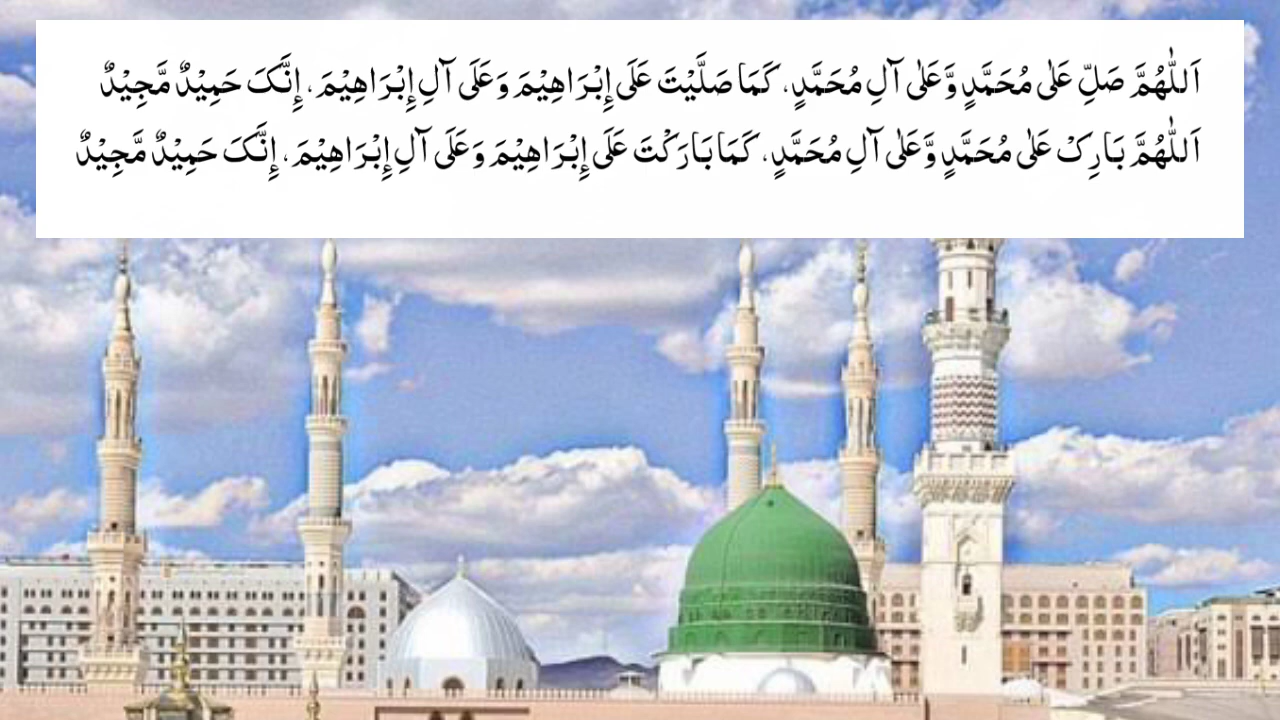 اَللّٰهُمَّ صَلِّ عَلٰی مُحَمَّدٍ وَّعَلٰی آلِ مُحَمَّدٍ، کَمَا صَلَّيْتَ عَلَی إِبْرَاهِيْمَ وَعَلَی آلِ إِبْرَاهِيْمَ، إِنَّکَ حَمِيْدٌ مَّجِيْدٌ
اَللّٰهُمَّ بَارِکْ عَلٰی مُحَمَّدٍ وَّعَلٰی آلِ مُحَمَّدٍ، کَمَا بَارَکْتَ عَلَی إِبْرَاهِيْمَ وَعَلَی آلِ إِبْرَاهِيْمَ، إِنَّکَ حَمِيْدٌ مَّجِيْدٌ